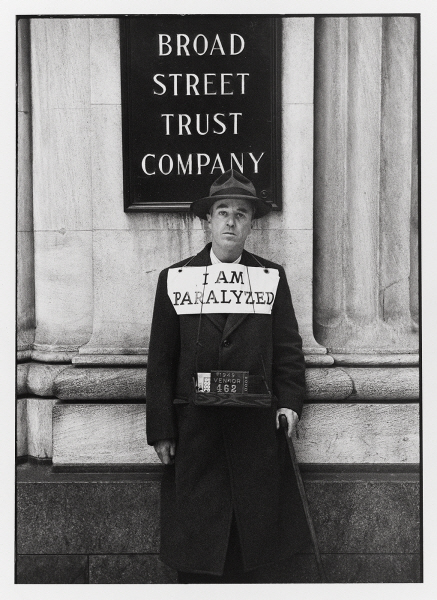 BROAD
STREET
TRUST
COMPANY
I AM
PARALYZED
VENDOR
462